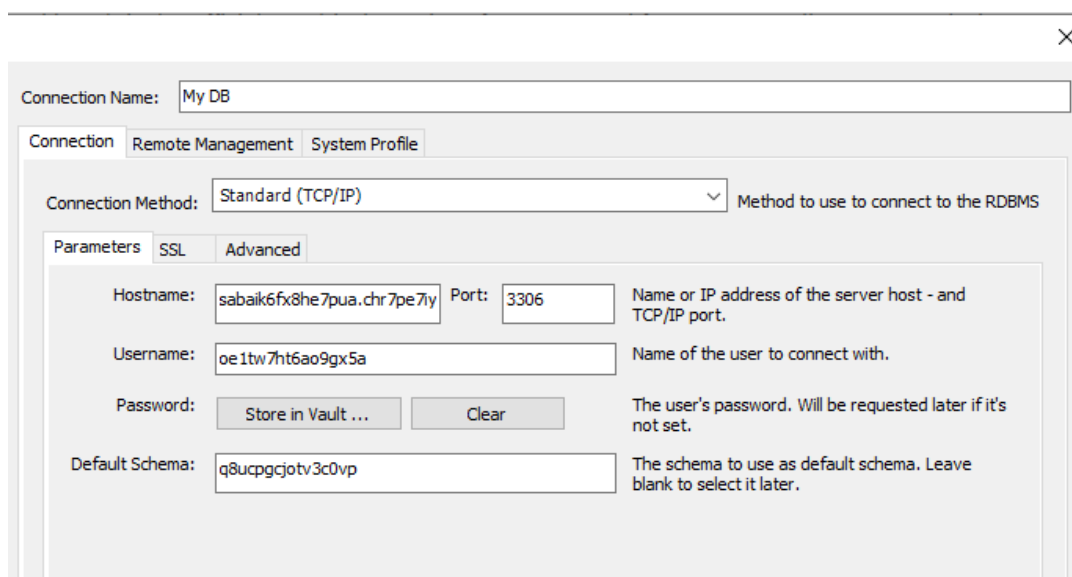 Connection Name: My DB
Connection Remote Management System Profile
Connection Method: Standard (TCP/IP) Method to use to connect to the RDBMS
Parameters SSL Advanced
Hostname: sabaik6fx8he7pua.chr7pe7iy Port: 3306 Name or IP address of the server host - and
TCP/IP port.
Username: oe1tw7ht6ao9gx5a Name of the user to connect with.
Password: Store in Vault ... Clear The user's password. Will be requested later if it's
not set.
Default Schema: q8ucpgcjotv3c0vp The schema to use as default schema. Leave
blank to select it later.